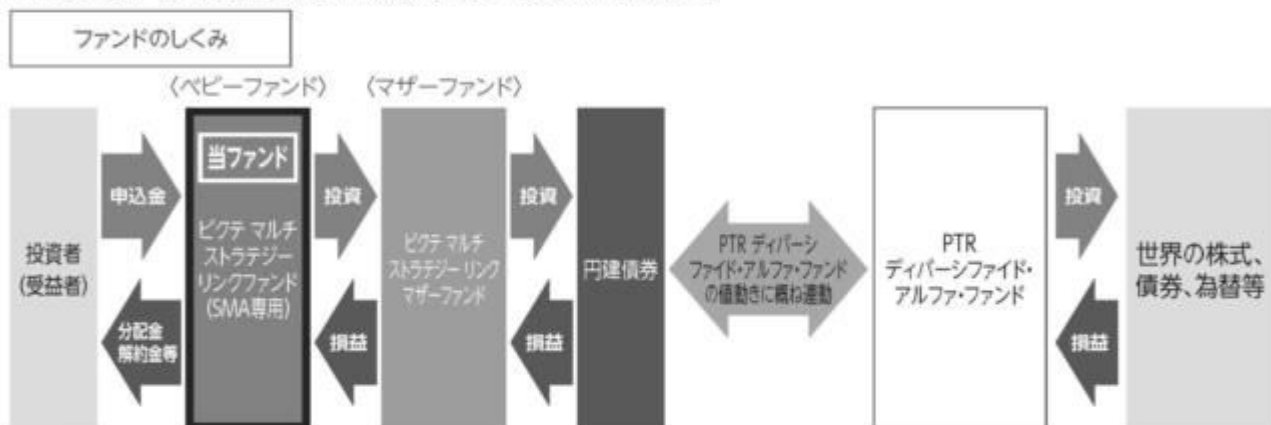 ファンドのしくみ
〈ベビーファンド〉
〈マザーファンド〉
投資者
(受益者)
申込金
分配金
解約金等
当ファンド
ピクテ マルチ
ストラテジー
リンクファンド
(SMA専用)
投資
損益
ピクテ マルチ
ストラテジー リンク
マザーファンド
投資
損益
円建債券
PTR ディバーシ
ファイド・アルファ・ファンド
の値動きに概ね連動
PTR
ディバーシファイド・
アルファ・ファンド
投資
損益
世界の株式、
債券、為替等